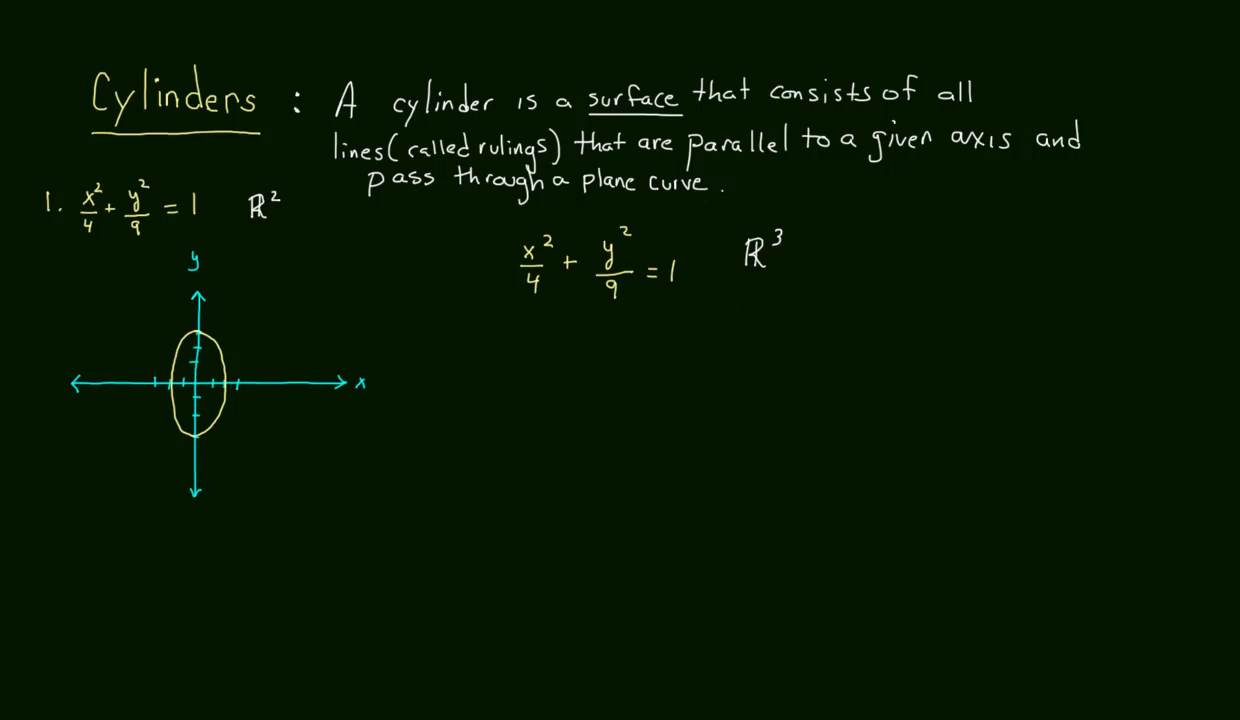 Cylinders : A cylinder is a surface that consists of all
lines (called rulings) that are parallel to a given axis and
pass through a plane curve.
1. x²/4 + y²/9 = 1 ℝ²
x²/4 + y²/9 = 1 ℝ³
y
x